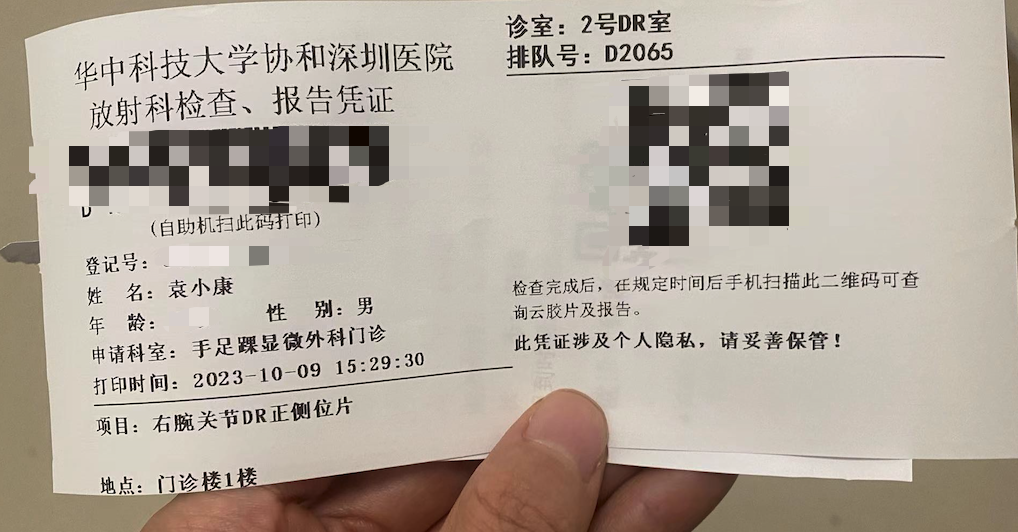 华中科技大学协和深圳医院
放射科检查、报告凭证
(自助机扫此码打印)
登记号：
姓 名：袁小康
年 龄： 性 别：男
申请科室：手足踝显微外科门诊
打印时间：2023-10-09 15:29:30
项目：右腕关节DR正侧位片
地点：门诊楼1楼
诊室：2号DR室
排队号：D2065
检查完成后，在规定时间后手机扫描此二维码可查
询云胶片及报告。
此凭证涉及个人隐私，请妥善保管！